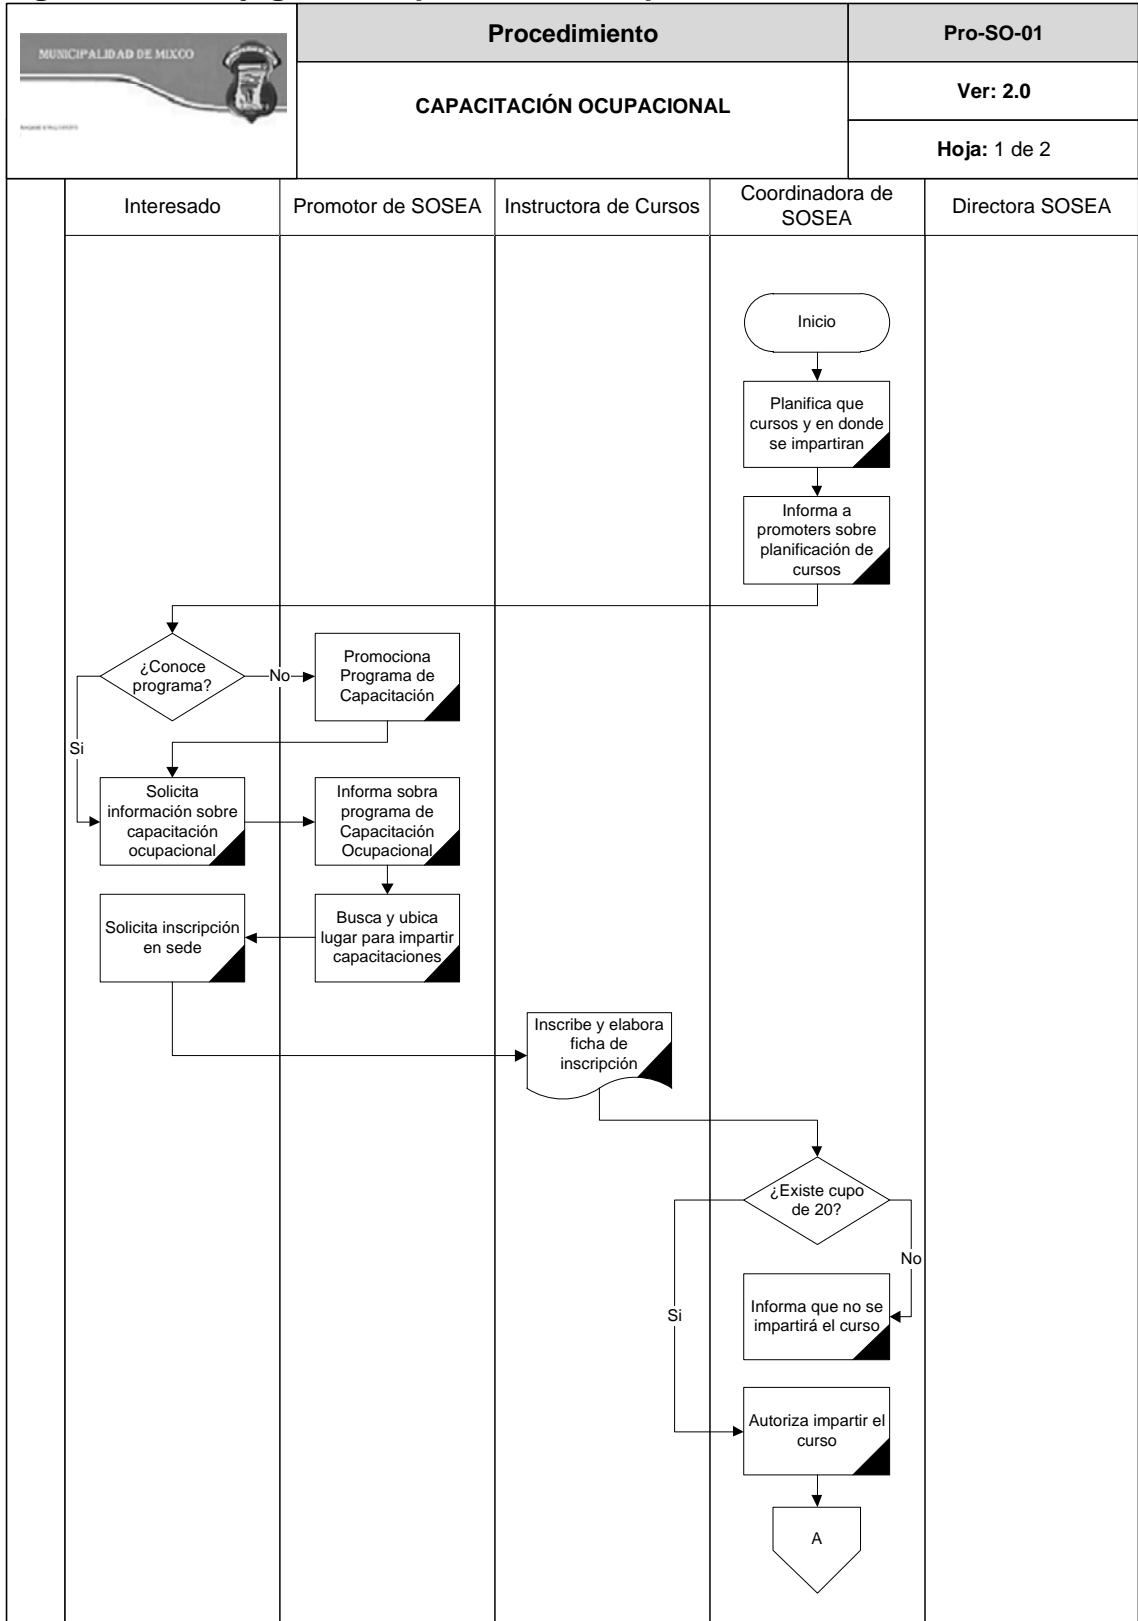 MUNICIPALIDAD DE MIXCO
Procedimiento
Pro-SO-01
CAPACITACIÓN OCUPACIONAL
Ver: 2.0
Hoja: 1 de 2
Interesado
Promotor de SOSEA
Instructora de Cursos
Coordinadora de
SOSEA
Directora SOSEA
Inicio
Planifica que
cursos y en donde
se impartiran
Informa a
promoters sobre
planificación de
cursos
¿Conoce
programa?
No
Promociona
Programa de
Capacitación
Si
Solicita
información sobre
capacitación
ocupacional
Informa sobra
programa de
Capacitación
Ocupacional
Solicita inscripción
en sede
Busca y ubica
lugar para impartir
capacitaciones
Inscribe y elabora
ficha de
inscripción
¿Existe cupo
de 20?
No
Si
Informa que no se
impartirá el curso
Autoriza impartir el
curso
A